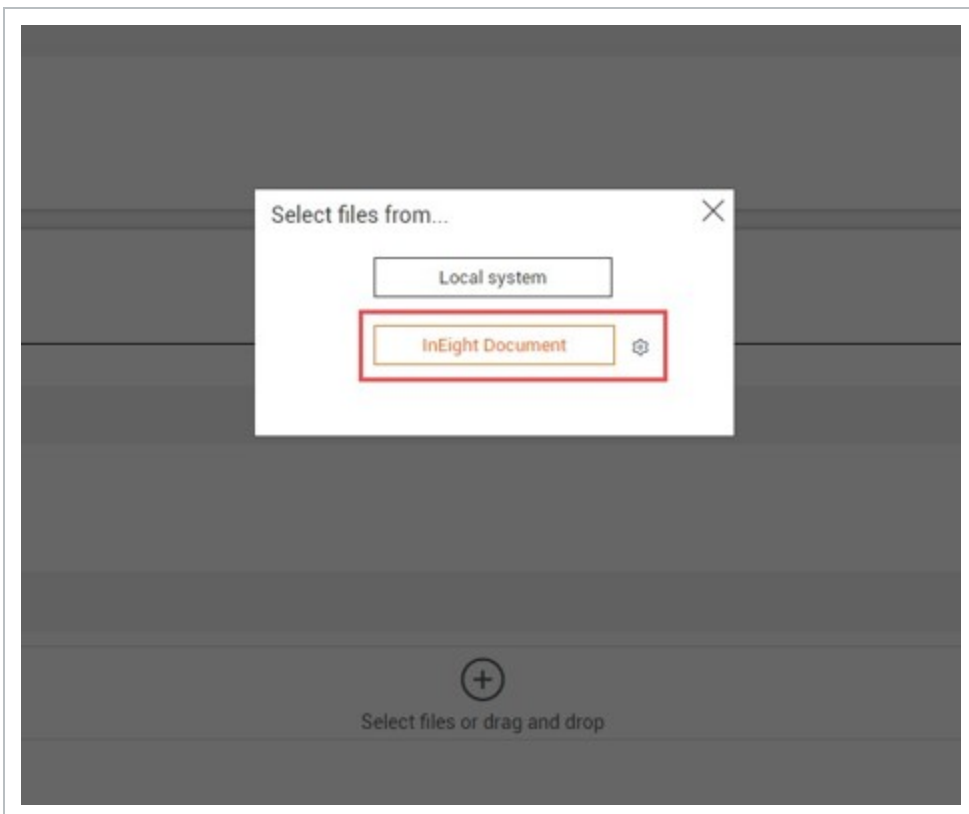 Select files from...
Local system
InEight Document
Select files or drag and drop